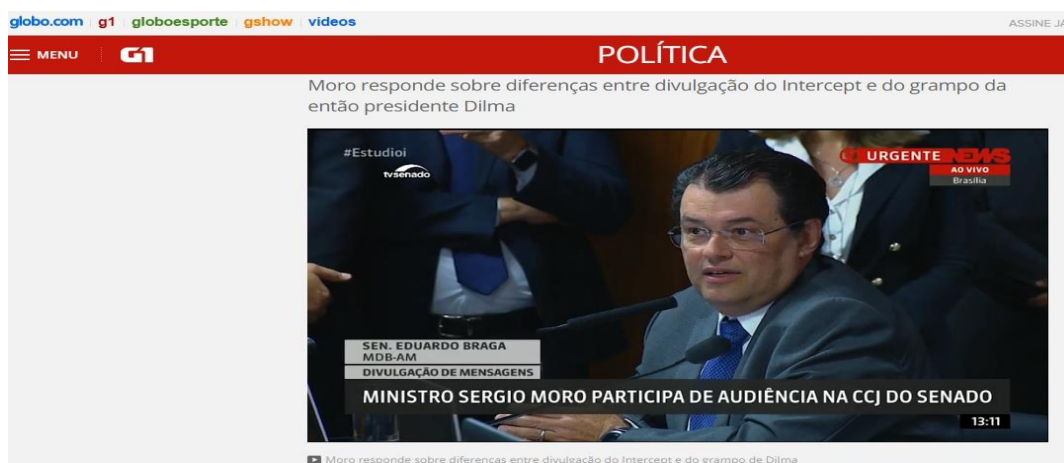 globo.com g1 globoesporte gshow vídeos
ASSINE JÁ
MENU G1 POLÍTICA
Moro responde sobre diferenças entre divulgação do Intercept e do grampo da
então presidente Dilma
#Estudioi
tvsenado
URGENTE NEWS
AO VIVO
Brasília
SEN. EDUARDO BRAGA
MDB-AM
DIVULGAÇÃO DE MENSAGENS
MINISTRO SERGIO MORO PARTICIPA DE AUDIÊNCIA NA CCJ DO SENADO
13:11
Moro responde sobre diferenças entre divulgação do Intercept e do grampo de Dilma